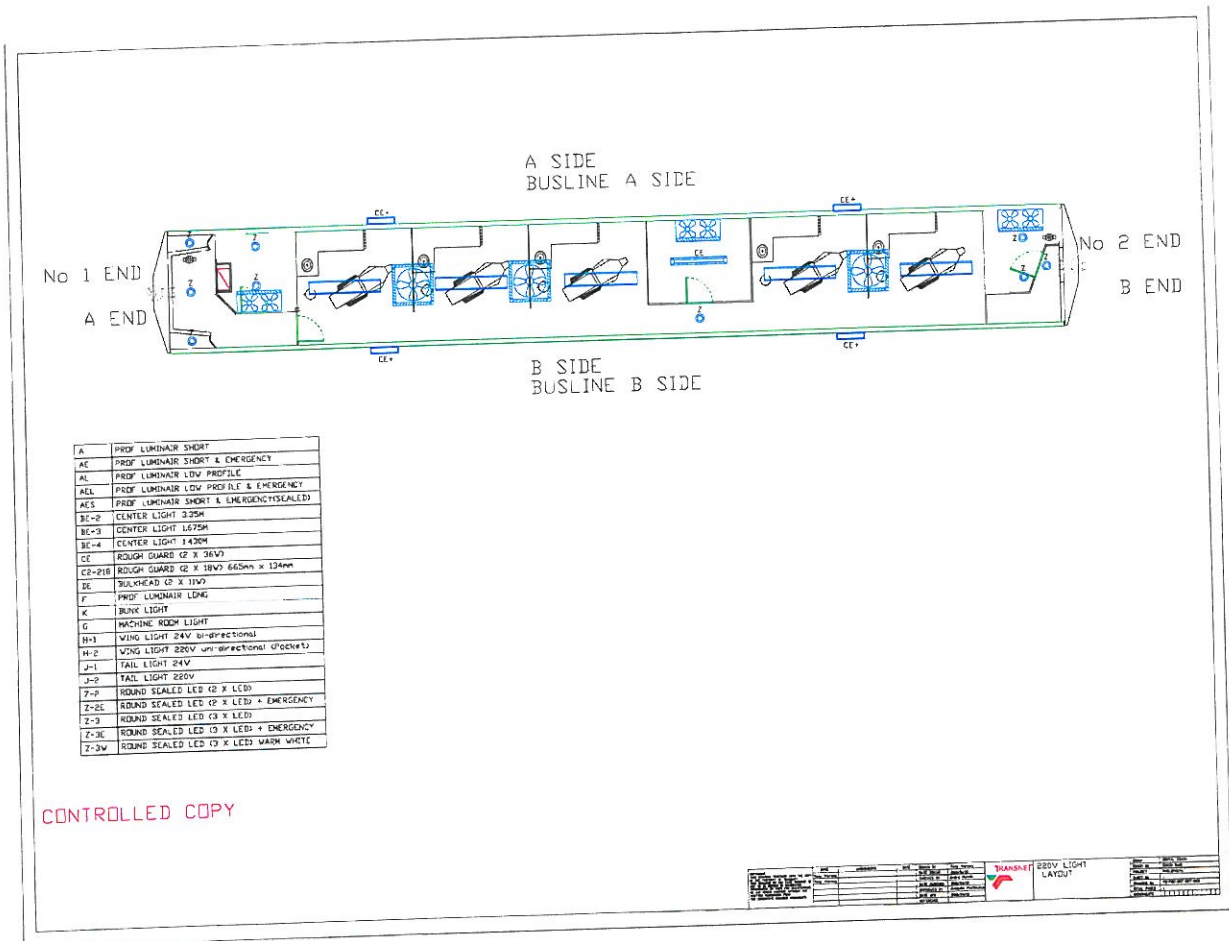 A SIDE
BUSLINE A SIDE
CE+
CE+
Z
Z
Z
No 1 END
Z
Z
CE
Z
No 2 END
A END
B END
Z
Z
CE+
CE+
B SIDE
BUSLINE B SIDE
A PROF LUMINAIR SHORT
AE PROF LUMINAIR SHORT & EMERGENCY
AL PROF LUMINAIR LOW PROFILE
AEL PROF LUMINAIR LOW PROFILE & EMERGENCY
AES PROF LUMINAIR SHORT & EMERGENCY(SEALED)
BE-2 CENTER LIGHT 3.35M
BE-3 CENTER LIGHT 1.675M
BE-4 CENTER LIGHT 1.430M
CE ROUGH GUARD (2 X 36W)
C2-218 ROUGH GUARD (2 X 18W) 665mm x 134mm
DE BULKHEAD (2 X 11W)
F PROF LUMINAIR LONG
K BUNK LIGHT
G MACHINE ROOM LIGHT
H-1 WING LIGHT 24V bi-directional
H-2 WING LIGHT 220V uni-directional (Pocket)
J-1 TAIL LIGHT 24V
J-2 TAIL LIGHT 220V
Z-2 ROUND SEALED LED (2 X LED)
Z-2E ROUND SEALED LED (2 X LED) + EMERGENCY
Z-3 ROUND SEALED LED (3 X LED)
Z-3E ROUND SEALED LED (3 X LED) + EMERGENCY
Z-3W ROUND SEALED LED (3 X LED) WARM WHITE
CONTROLLED COPY
TRANSNET
220V LIGHT
LAYOUT